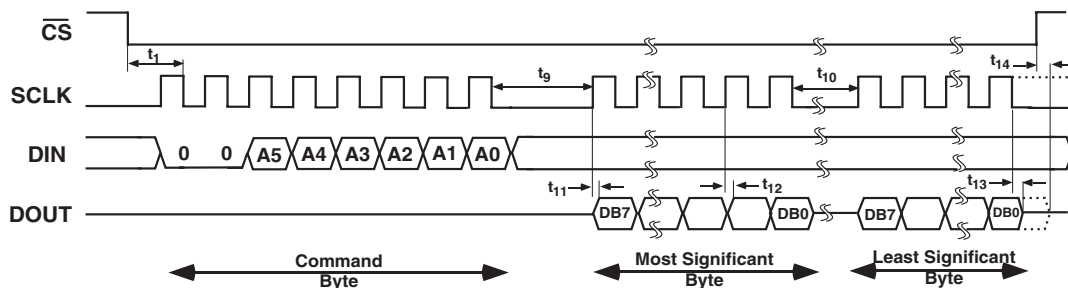 CS
t1
t14
t9
t10
SCLK
DIN
0 0 A5 A4 A3 A2 A1 A0
t11
t12
t13
DOUT
DB7 DB0 DB7 DB0
Command
Byte
Most Significant
Byte
Least Significant
Byte